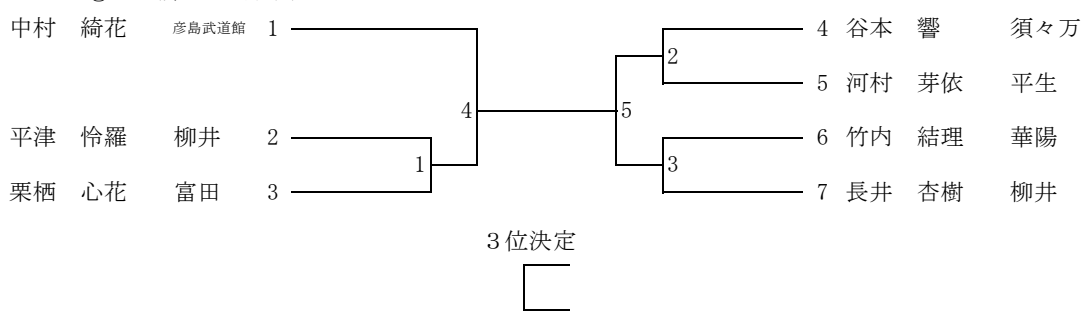 中村 綺花 彦島武道館 1
4 谷本 響 須々万
2
5 河村 芽依 平生
4
5
平津 怜羅 柳井 2
6 竹内 結理 華陽
1
3
栗栖 心花 富田 3
7 長井 杏樹 柳井
３位決定